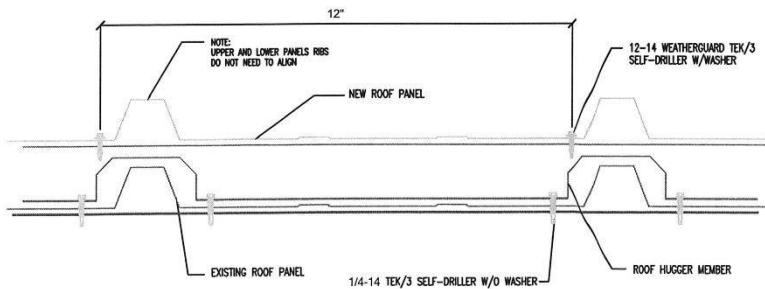 12"
NOTE:
UPPER AND LOWER PANELS RIBS
DO NOT NEED TO ALIGN
12-14 WEATHERGUARD TEK/3
SELF-DRILLER W/WASHER
NEW ROOF PANEL
EXISTING ROOF PANEL
1/4-14 TEK/3 SELF-DRILLER W/O WASHER
ROOF HUGGER MEMBER